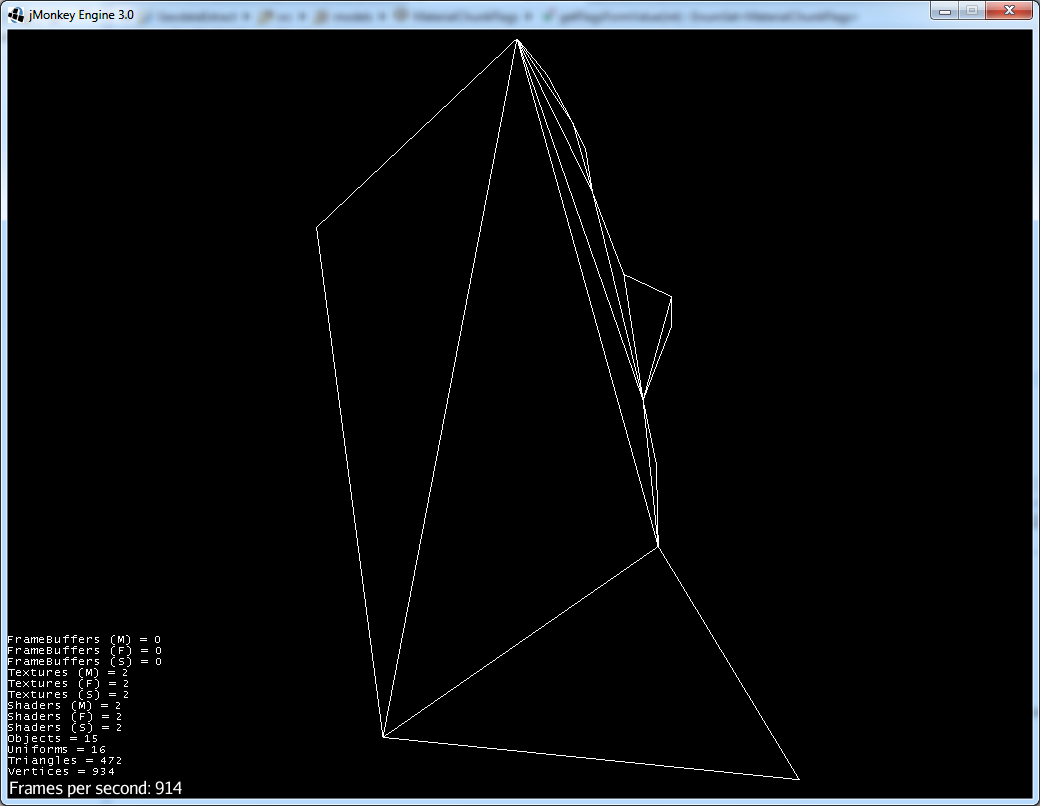 jMonkey Engine 3.0
FrameBuffers (M) = 0
FrameBuffers (F) = 0
FrameBuffers (S) = 0
Textures (M) = 2
Textures (F) = 2
Textures (S) = 2
Shaders (M) = 2
Shaders (F) = 2
Shaders (S) = 2
Objects = 15
Uniforms = 16
Triangles = 472
Vertices = 934
Frames per second: 914